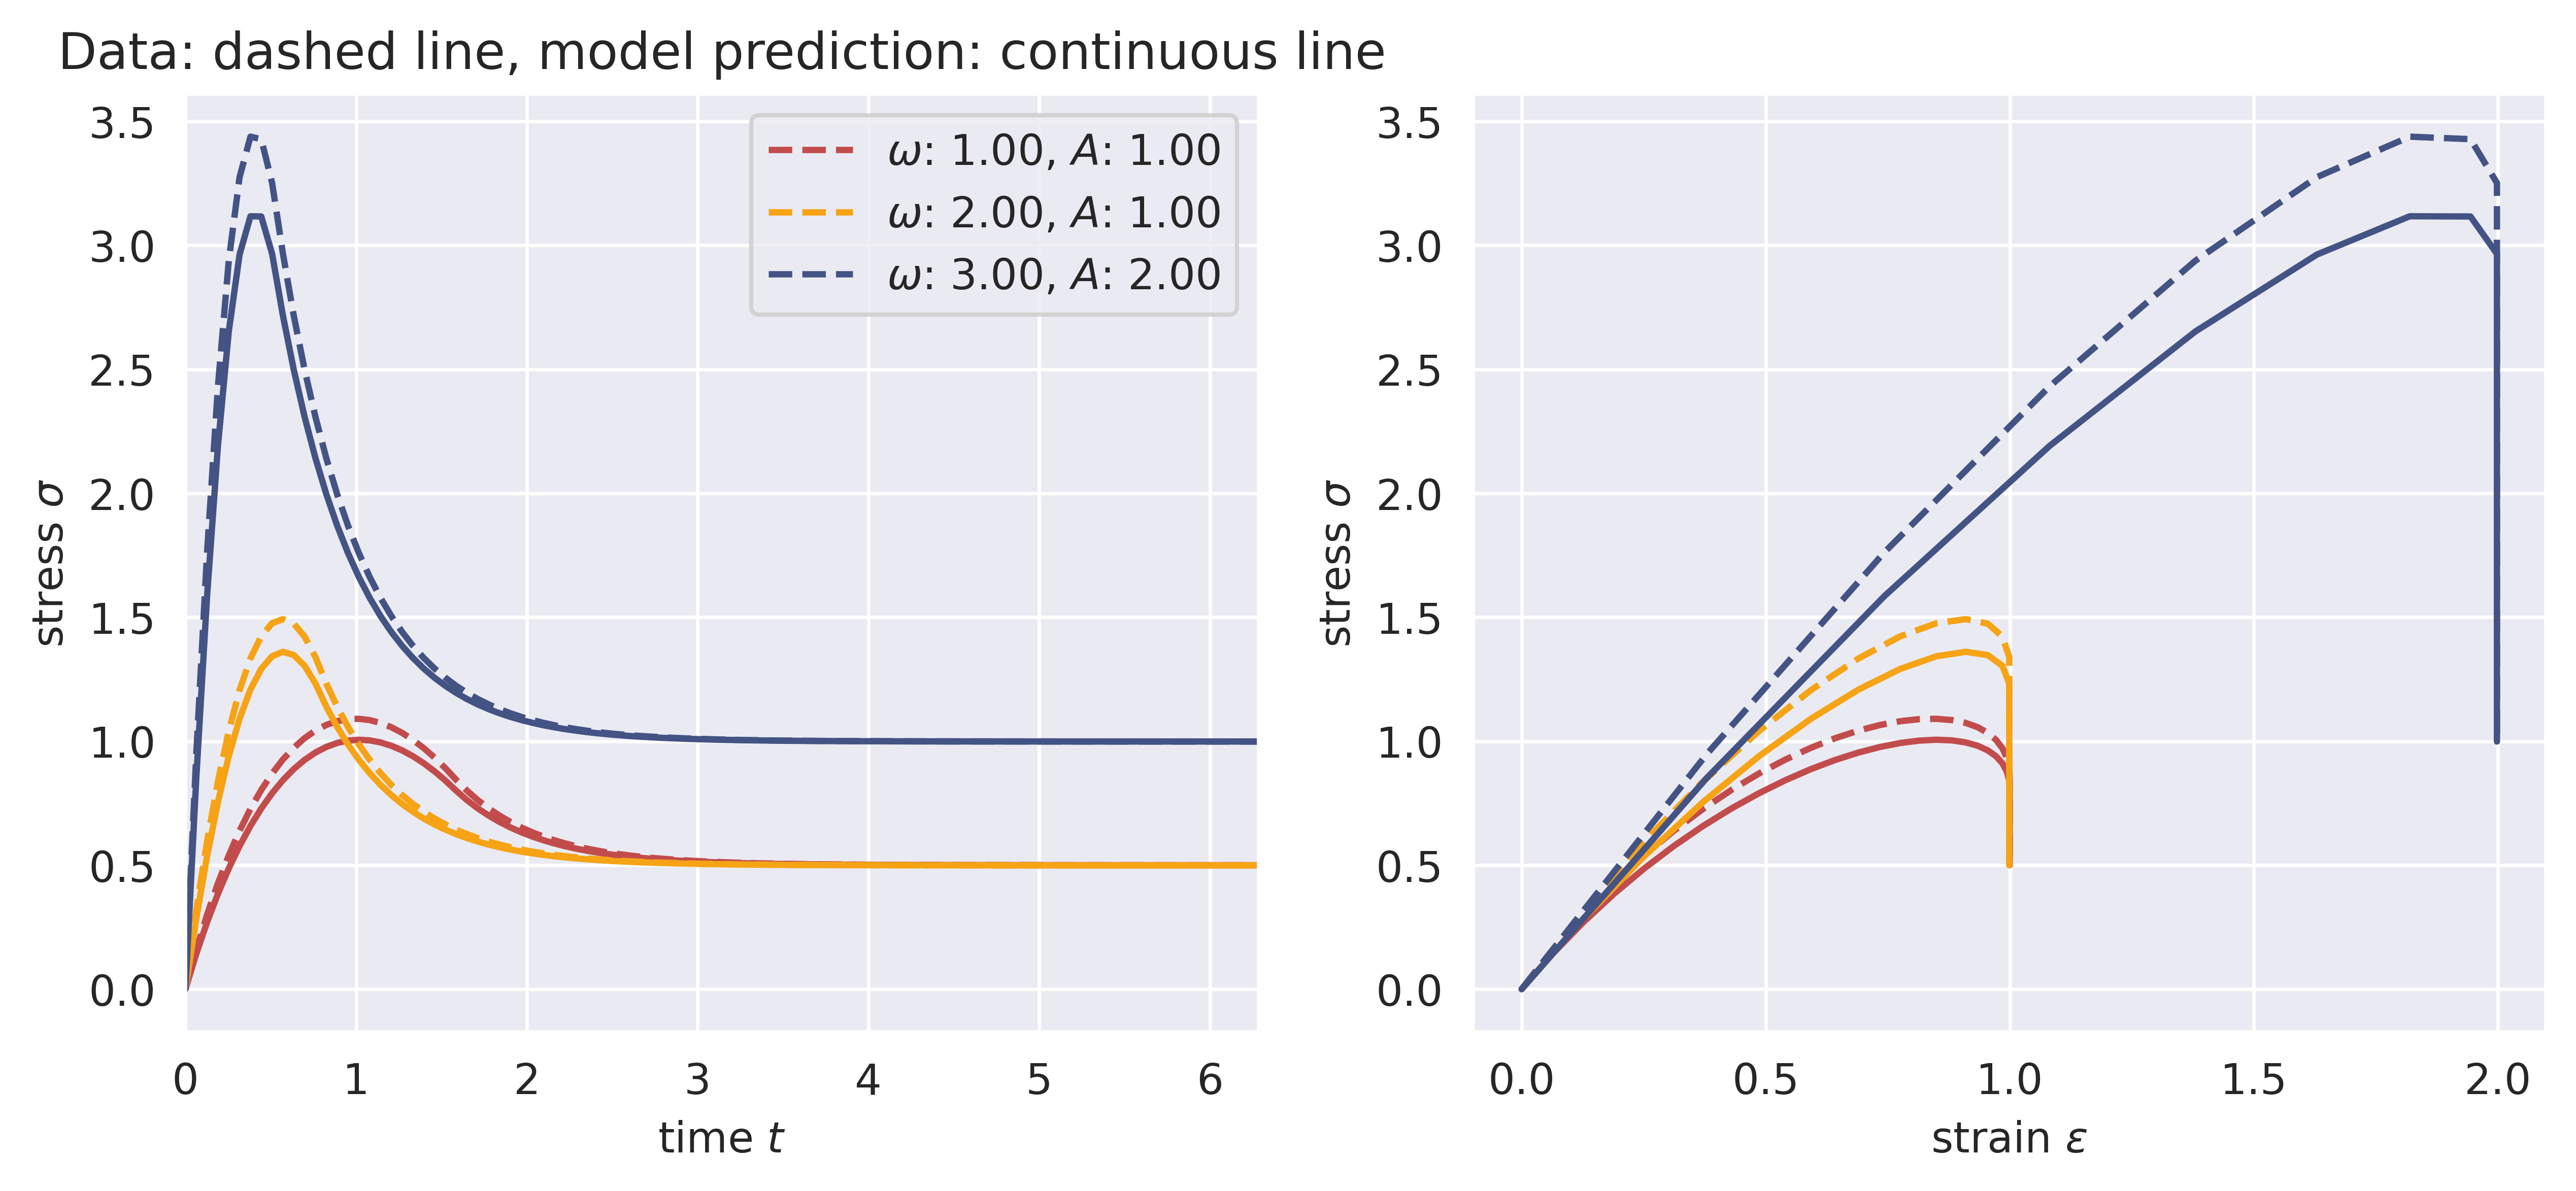 Data: dashed line, model prediction: continuous line
3.5
3.0
2.5
2.0
1.5
1.0
0.5
0.0
stress σ
0 1 2 3 4 5 6
time t
ω: 1.00, A: 1.00
ω: 2.00, A: 1.00
ω: 3.00, A: 2.00
3.5
3.0
2.5
2.0
1.5
1.0
0.5
0.0
stress σ
0.0 0.5 1.0 1.5 2.0
strain ε